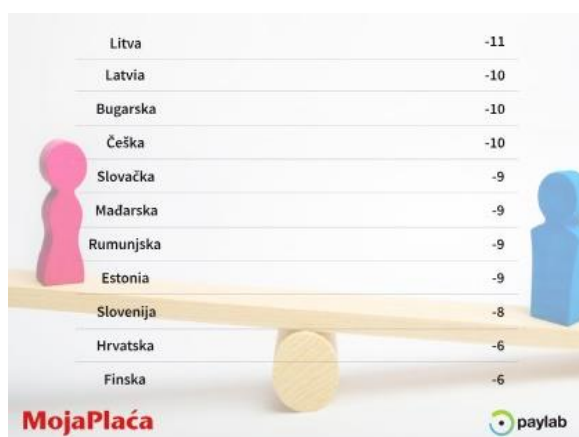 Litva -11
Latvia -10
Bugarska -10
Češka -10
Slovačka -9
Mađarska -9
Rumunjska -9
Estonia -9
Slovenija -8
Hrvatska -6
Finska -6
MojaPlaća paylab